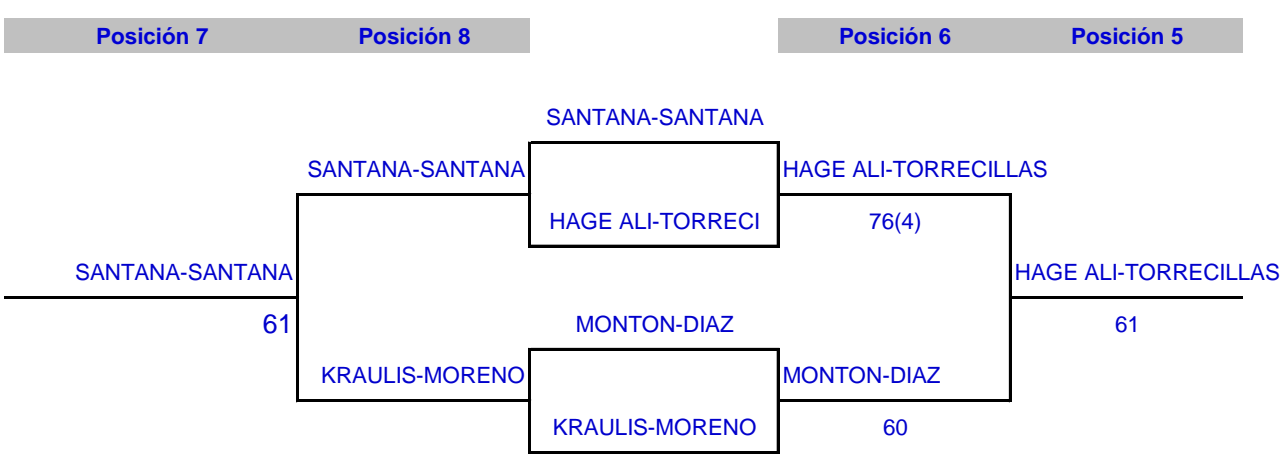 Posición 7 Posición 8 Posición 6 Posición 5
SANTANA-SANTANA
SANTANA-SANTANA HAGE ALI-TORRECILLAS
HAGE ALI-TORRECI 76(4)
SANTANA-SANTANA HAGE ALI-TORRECILLAS
61 MONTON-DIAZ 61
KRAULIS-MORENO MONTON-DIAZ
KRAULIS-MORENO 60